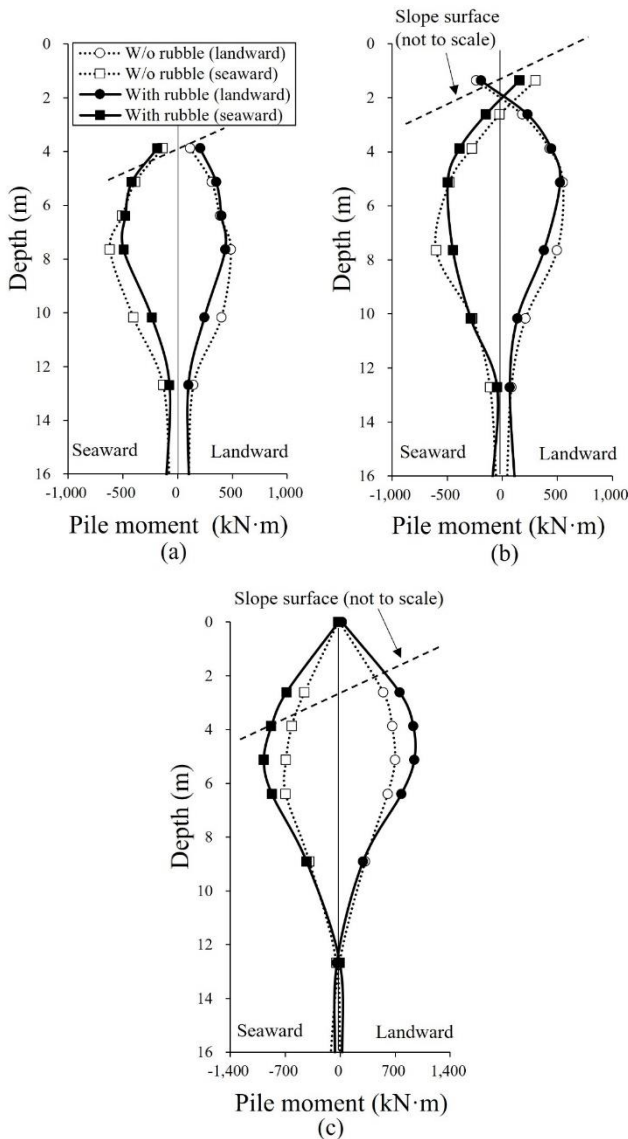 0
2
4
6
8
10
12
14
16
Depth (m)
W/o rubble (landward)
W/o rubble (seaward)
With rubble (landward)
With rubble (seaward)
Seaward
Landward
-1,000
-500
0
500
1,000
Pile moment (kN·m)
(a)
Slope surface
(not to scale)
0
2
4
6
8
10
12
14
16
Depth (m)
Seaward
Landward
-1,000
-500
0
500
1,000
Pile moment (kN·m)
(b)
Slope surface (not to scale)
0
2
4
6
8
10
12
14
16
Depth (m)
Seaward
Landward
-1,400
-700
0
700
1,400
Pile moment (kN·m)
(c)